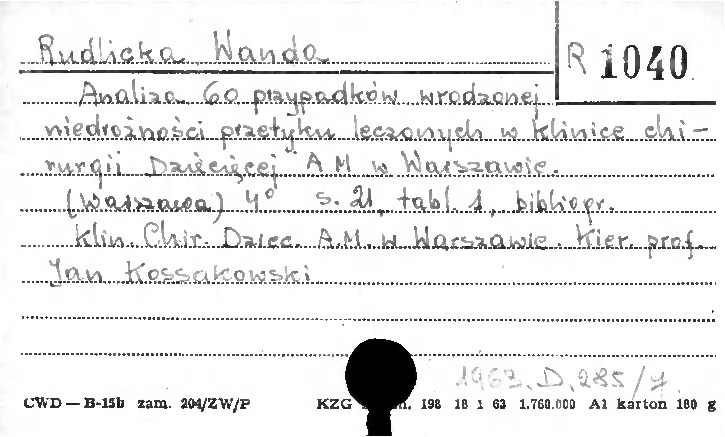 Rudlicka Wanda
R 1040
Analiza 60 przypadków wrodzonej
niedrożności przełyku leczonych w klinice chi-
rurgii Dziecięcej A M w Warszawie.
(Warszawa) 4° s. 21, tabl. 1, bibliogr.
Klin. Chir. Dziec. A.M. w Warszawie. Kier. prof.
Jan Kossakowski
1963. D. 285/7
CWD — B-15b zam. 204/ZW/P
KZG n. 198 18 1 63 1.760.000 A1 karton 180 g